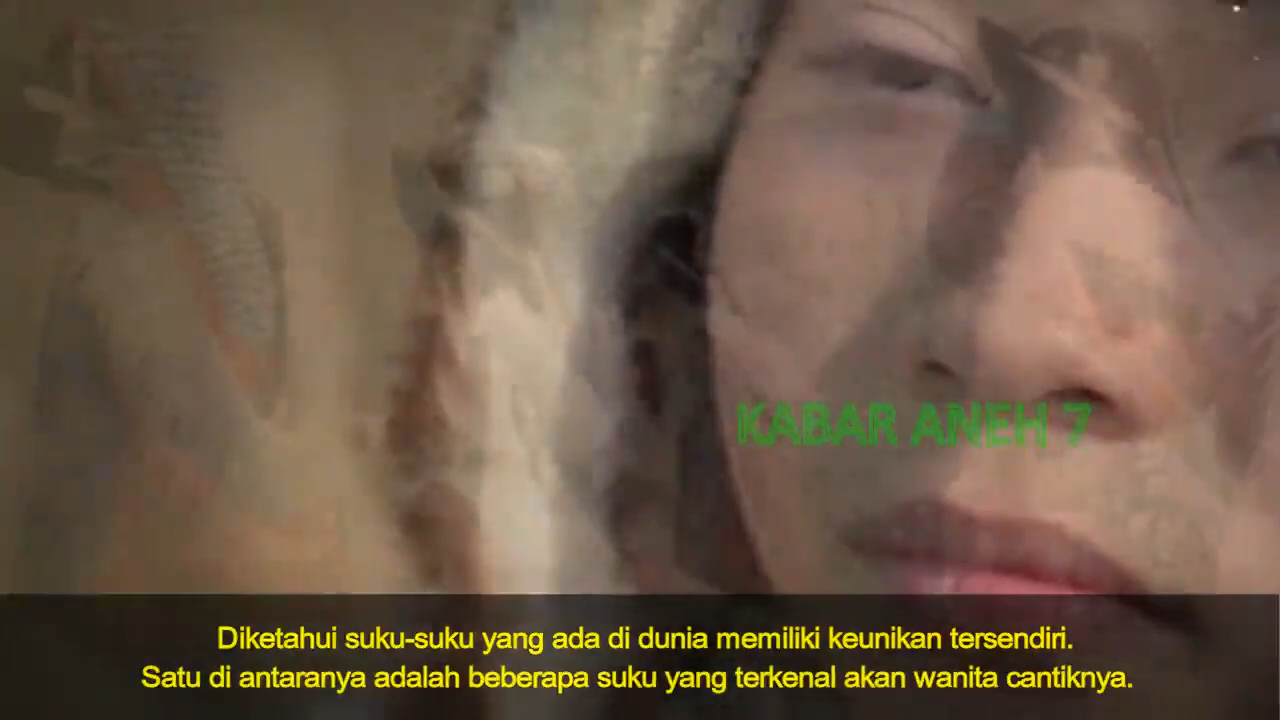 KABAR ANEH 7
Diketahui suku-suku yang ada di dunia memiliki keunikan tersendiri.
Satu di antaranya adalah beberapa suku yang terkenal akan wanita cantiknya.